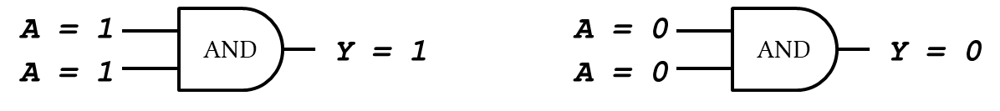 A = 1
AND
Y = 1
A = 1
A = 0
AND
Y = 0
A = 0